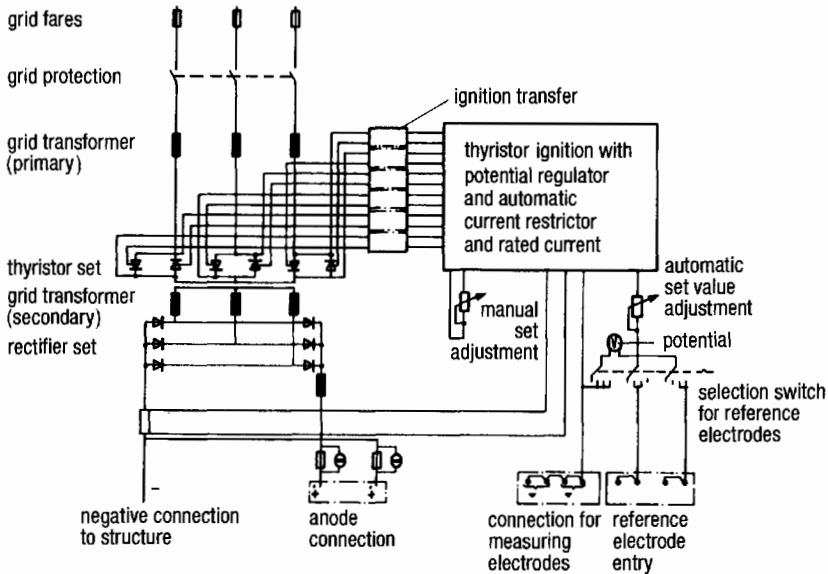 grid fares
grid protection
ignition transfer
grid transformer
(primary)
thyristor ignition with
potential regulator
and automatic
current restrictor
and rated current
thyristor set
grid transformer
(secondary)
rectifier set
manual
set
adjustment
automatic
set value
adjustment
V
potential
selection switch
for reference
electrodes
−
+
+
negative connection
to structure
anode
connection
connection for
measuring
electrodes
reference
electrode
entry